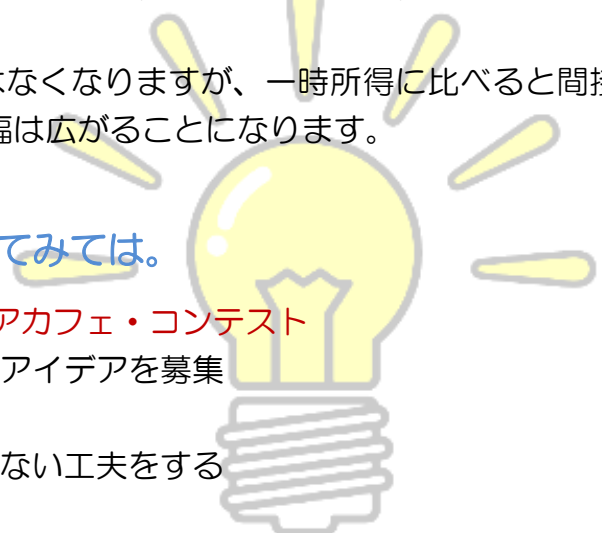 はなくなりますが、一時所得に比べると間接
幅は広がることになります。
てみては。
アカフェ・コンテスト
アイデアを募集
ない工夫をする